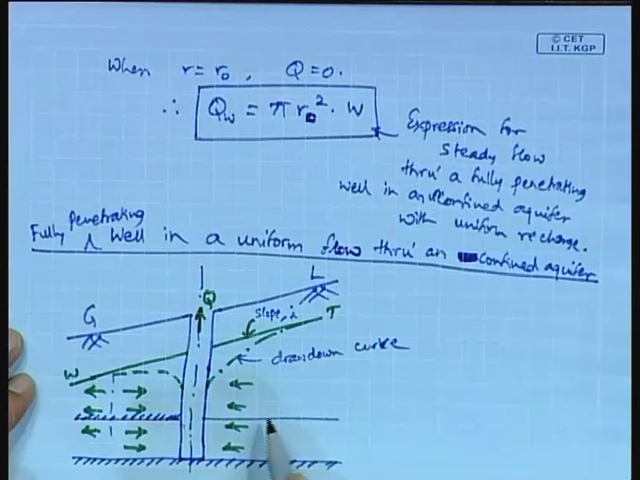 © CET
I.I.T. KGP
When r = r₀, Q = 0.
∴ Q_w = π r₀² · W
Expression for
steady flow
thru' a fully penetrating
well in an unconfined aquifer
with uniform recharge.
Fully penetrating Well in a uniform flow thru' an confined aquifer
G L
Q
slope, i
W T
drawdown curve